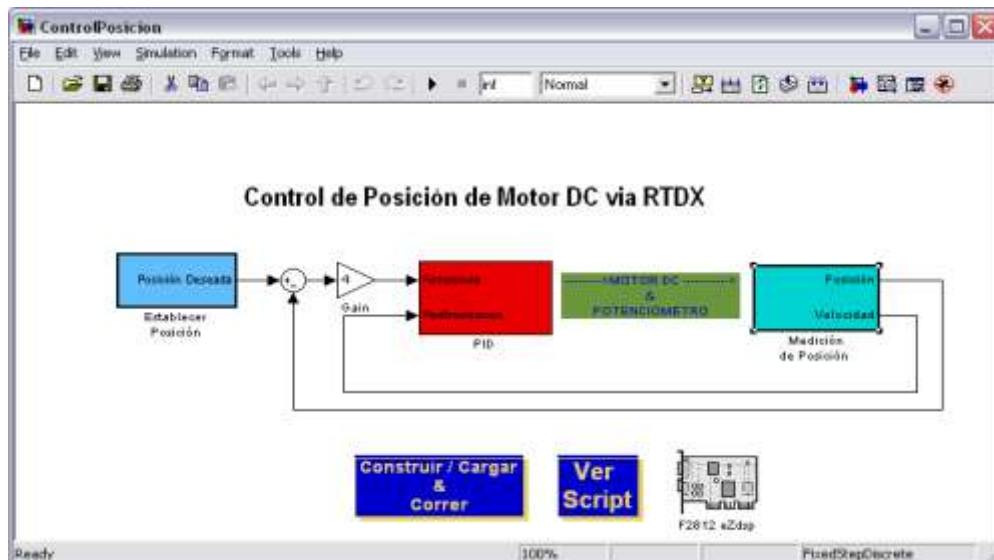 ControlPosicion
File Edit View Simulation Format Tools Help
inf Normal
Control de Posición de Motor DC via RTDX
Posición Deseada
Establecer
Posición
Gain
PID
MOTOR DC
&
POTENCIOMETRO
Posición
Velocidad
Medición
de Posición
Construir / Cargar
&
Correr
Ver
Script
F2812 eZdsp
Ready 100% FixedStepDiscrete